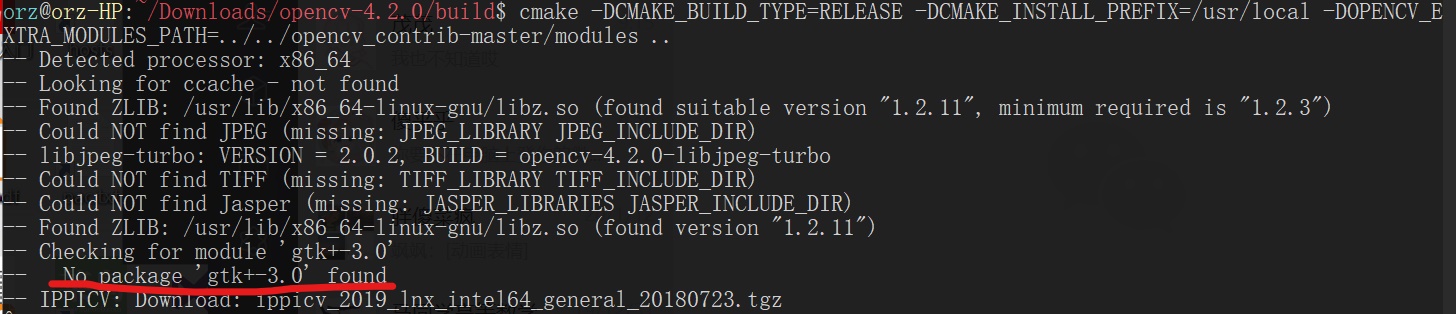 orz@orz-HP:~/Downloads/opencv-4.2.0/build$ cmake -DCMAKE_BUILD_TYPE=RELEASE -DCMAKE_INSTALL_PREFIX=/usr/local -DOPENCV_E
XTRA_MODULES_PATH=../../opencv_contrib-master/modules ..
-- Detected processor: x86_64
-- Looking for ccache - not found
-- Found ZLIB: /usr/lib/x86_64-linux-gnu/libz.so (found suitable version "1.2.11", minimum required is "1.2.3")
-- Could NOT find JPEG (missing: JPEG_LIBRARY JPEG_INCLUDE_DIR)
-- libjpeg-turbo: VERSION = 2.0.2, BUILD = opencv-4.2.0-libjpeg-turbo
-- Could NOT find TIFF (missing: TIFF_LIBRARY TIFF_INCLUDE_DIR)
-- Could NOT find Jasper (missing: JASPER_LIBRARIES JASPER_INCLUDE_DIR)
-- Found ZLIB: /usr/lib/x86_64-linux-gnu/libz.so (found version "1.2.11")
-- Checking for module 'gtk+-3.0'
--   No package 'gtk+-3.0' found
-- IPPICV: Download: ippicv_2019_lnx_intel64_general_20180723.tgz